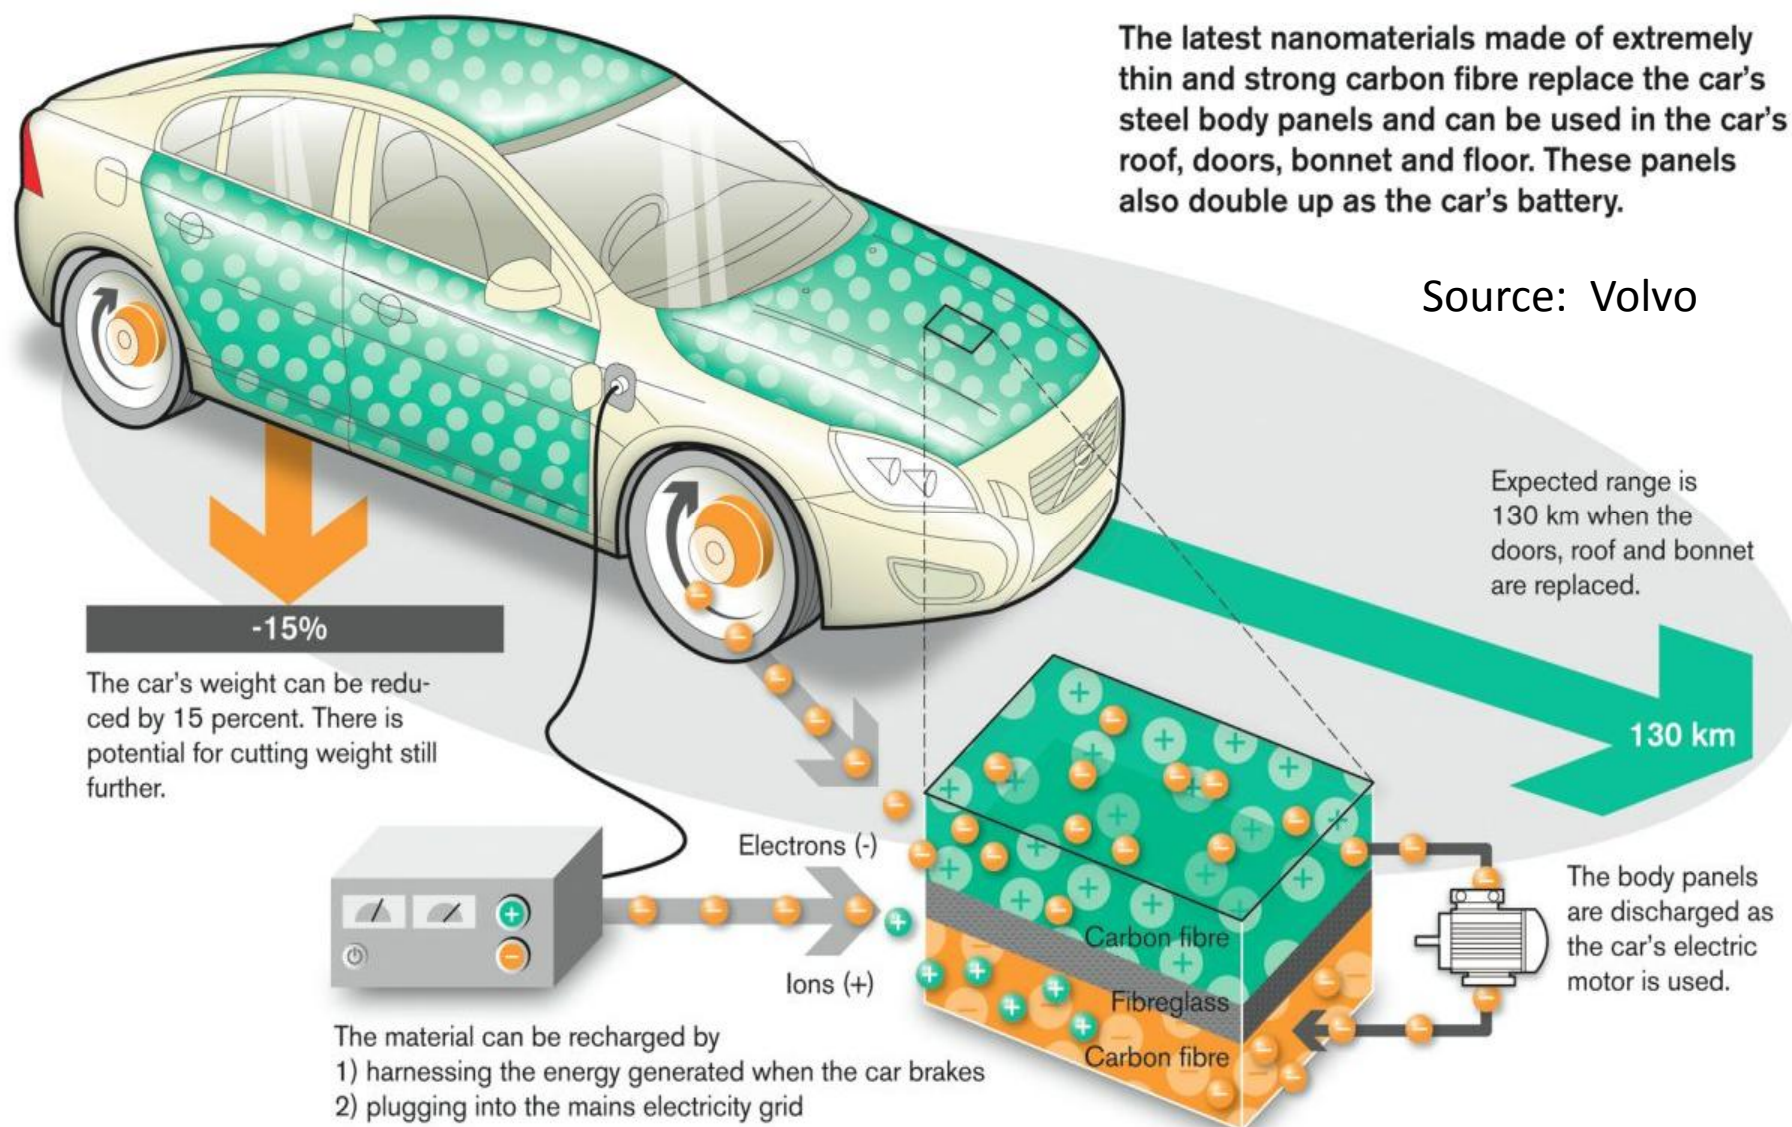 The latest nanomaterials made of extremely
thin and strong carbon fibre replace the car's
steel body panels and can be used in the car's
roof, doors, bonnet and floor. These panels
also double up as the car's battery.
Source: Volvo
Expected range is
130 km when the
doors, roof and bonnet
are replaced.
130 km
-15%
The car's weight can be redu-
ced by 15 percent. There is
potential for cutting weight still
further.
Electrons (-)
Ions (+)
Carbon fibre
Fibreglass
Carbon fibre
The body panels
are discharged as
the car's electric
motor is used.
The material can be recharged by
1) harnessing the energy generated when the car brakes
2) plugging into the mains electricity grid